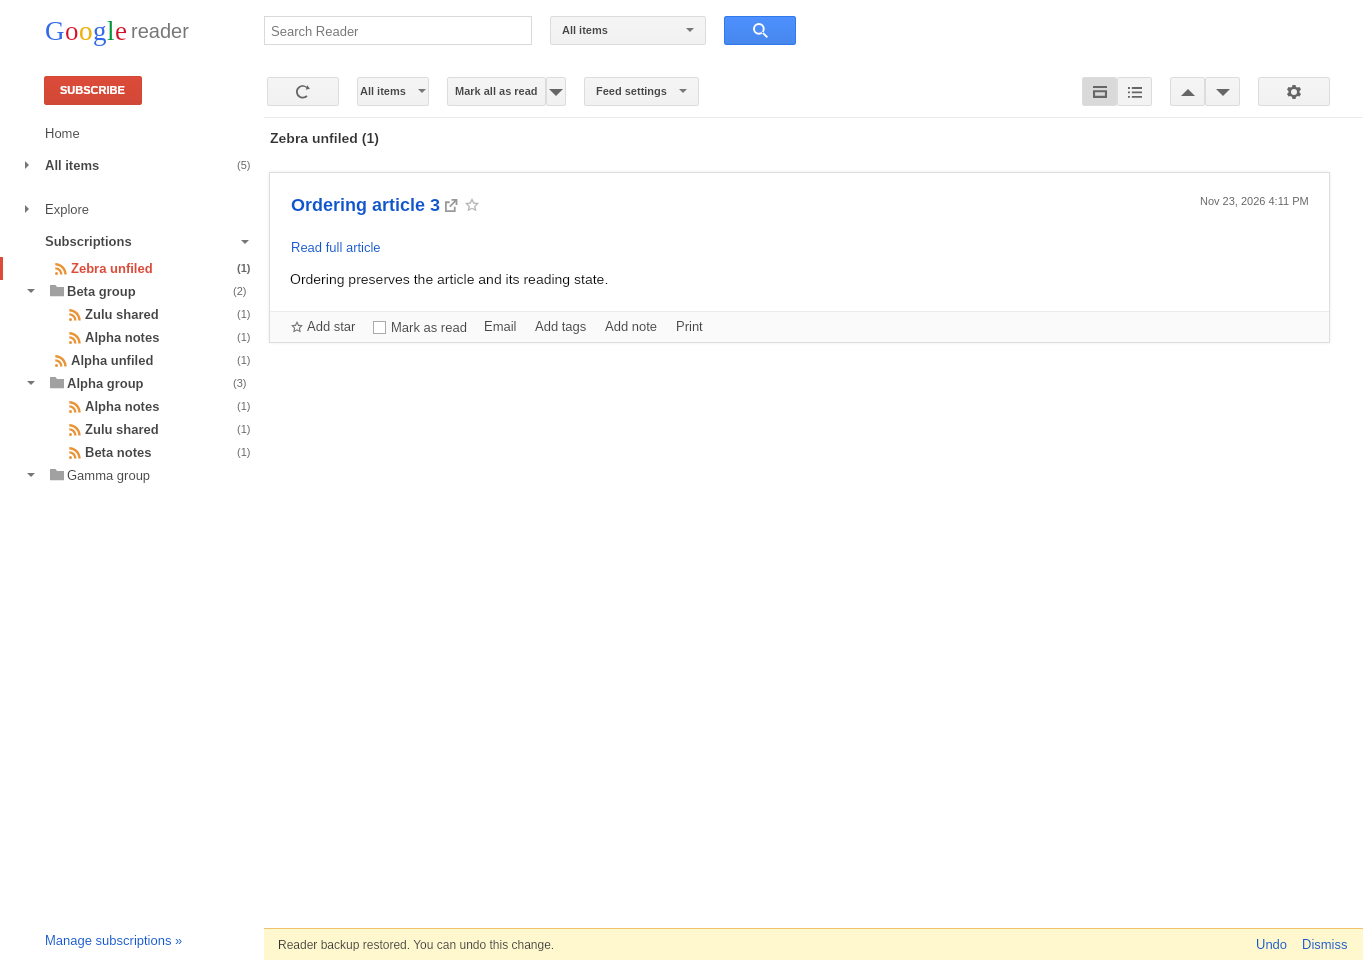 Google reader
Search Reader
All items
SUBSCRIBE
All items
Mark all as read
Feed settings
Home
All items (5)
Explore
Subscriptions
Zebra unfiled (1)
Beta group (2)
Zulu shared (1)
Alpha notes (1)
Alpha unfiled (1)
Alpha group (3)
Alpha notes (1)
Zulu shared (1)
Beta notes (1)
Gamma group
Manage subscriptions »
Zebra unfiled (1)
Ordering article 3
Nov 23, 2026 4:11 PM
Read full article
Ordering preserves the article and its reading state.
Add star Mark as read Email Add tags Add note Print
Reader backup restored. You can undo this change. Undo Dismiss